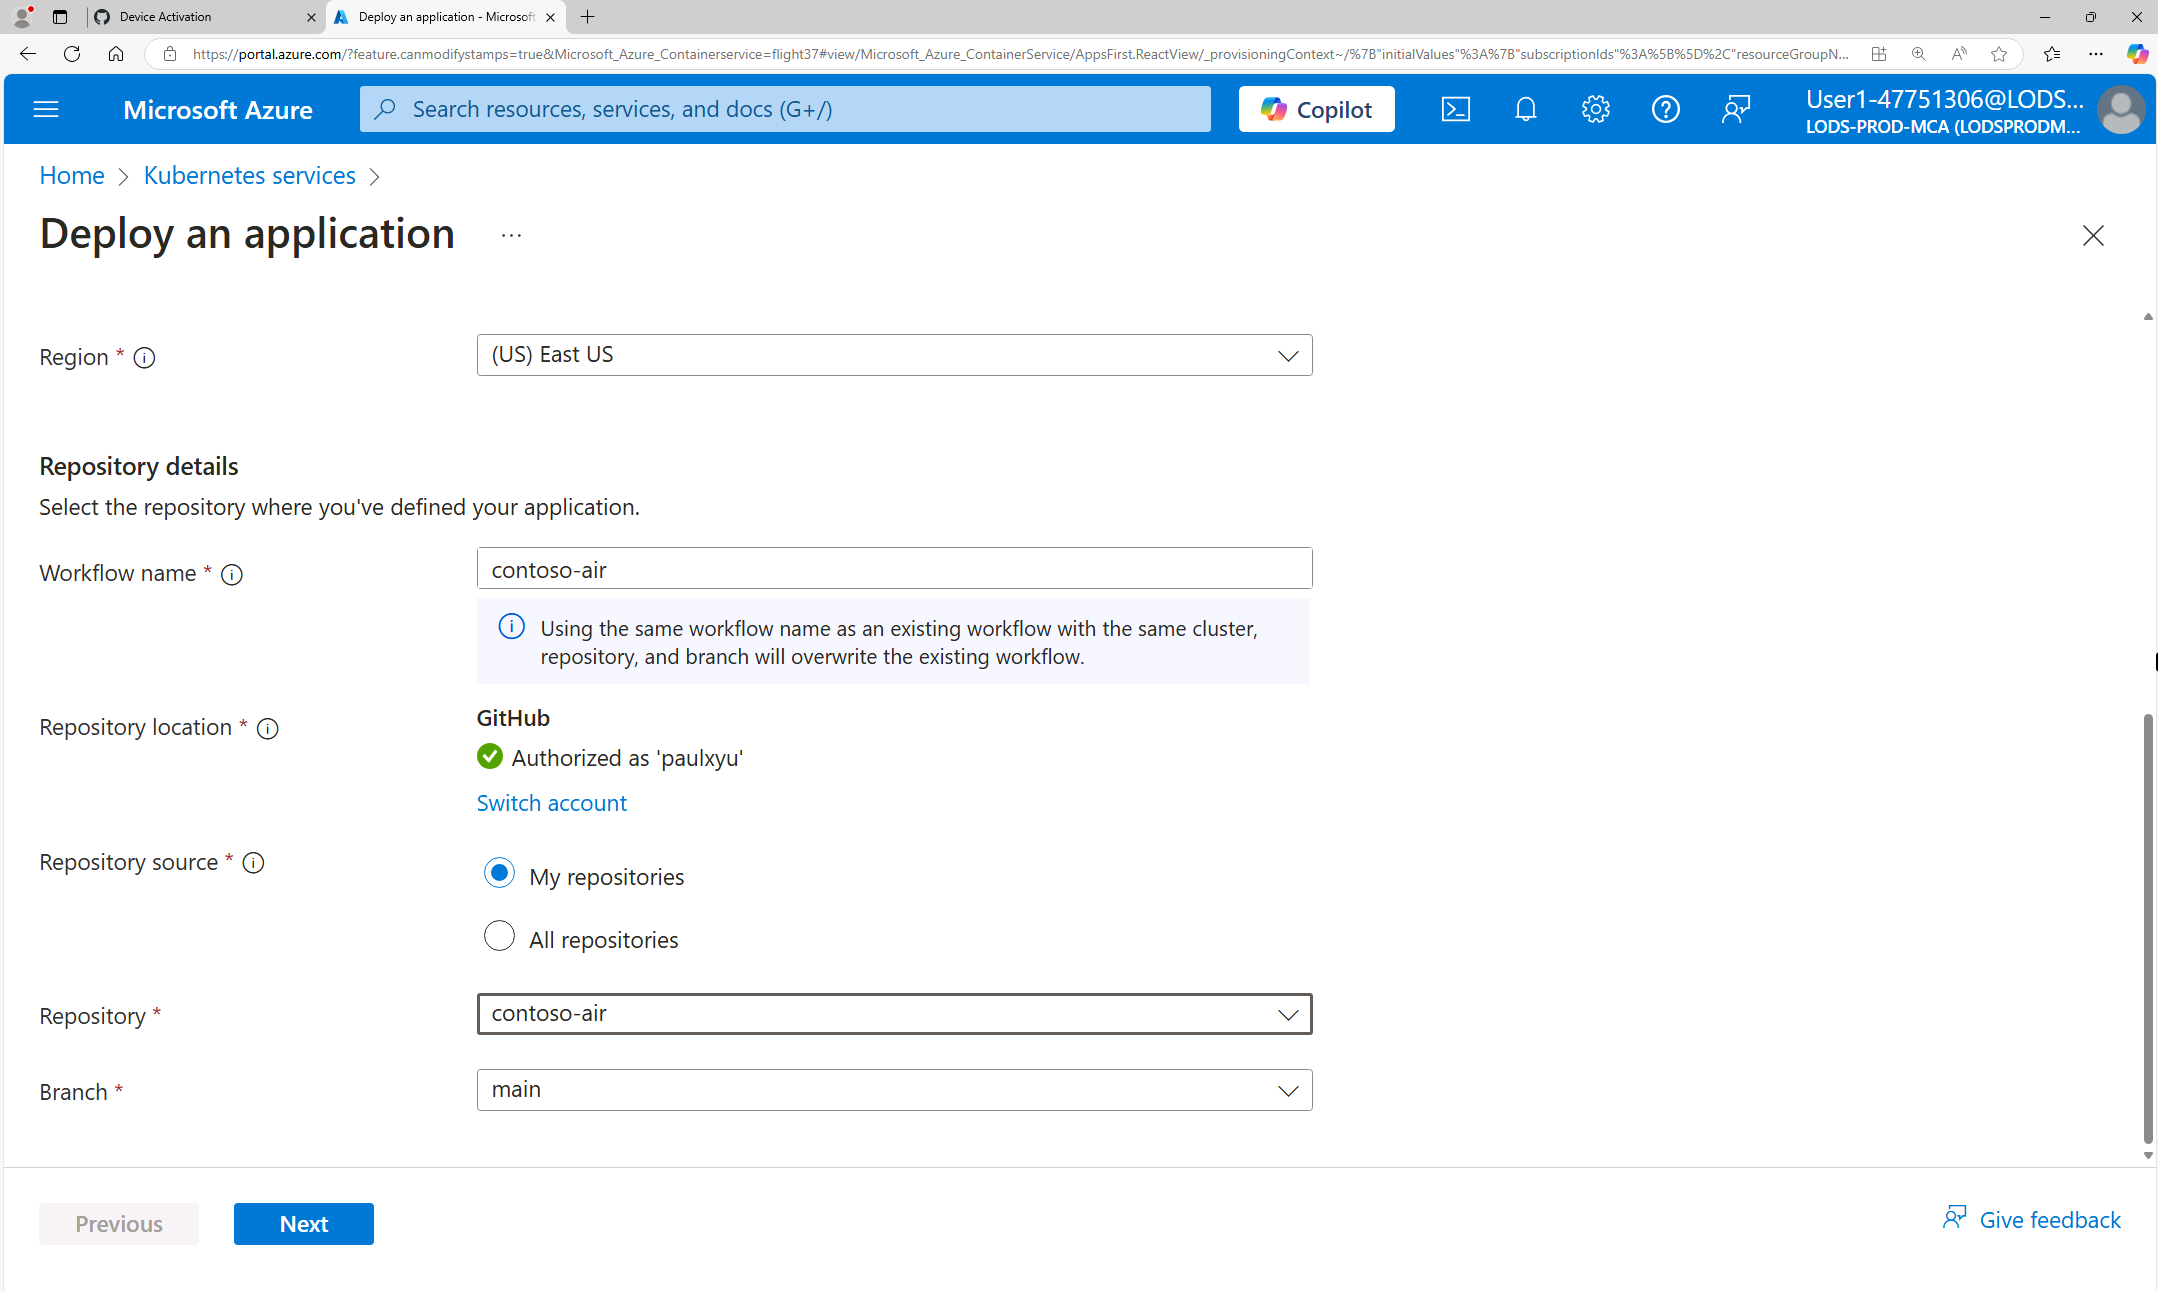 Device Activation
Deploy an application - Microsoft
https://portal.azure.com/?feature.canmodifystamps=true&Microsoft_Azure_Containerservice=flight37#view/Microsoft_Azure_ContainerService/AppsFirst.ReactView/_provisioningContext~/%7B"initialValues"%3A%7B"subscriptionIds"%3A%5B%5D%2C"resourceGroupN...
Microsoft Azure
Search resources, services, and docs (G+/)
Copilot
User1-47751306@LODS...
LODS-PROD-MCA (LODSPRODM...
Home > Kubernetes services >
Deploy an application ...
Region *
(US) East US
Repository details
Select the repository where you've defined your application.
Workflow name *
contoso-air
Using the same workflow name as an existing workflow with the same cluster,
repository, and branch will overwrite the existing workflow.
Repository location *
GitHub
Authorized as 'paulxyu'
Switch account
Repository source *
My repositories
All repositories
Repository *
contoso-air
Branch *
main
Previous
Next
Give feedback